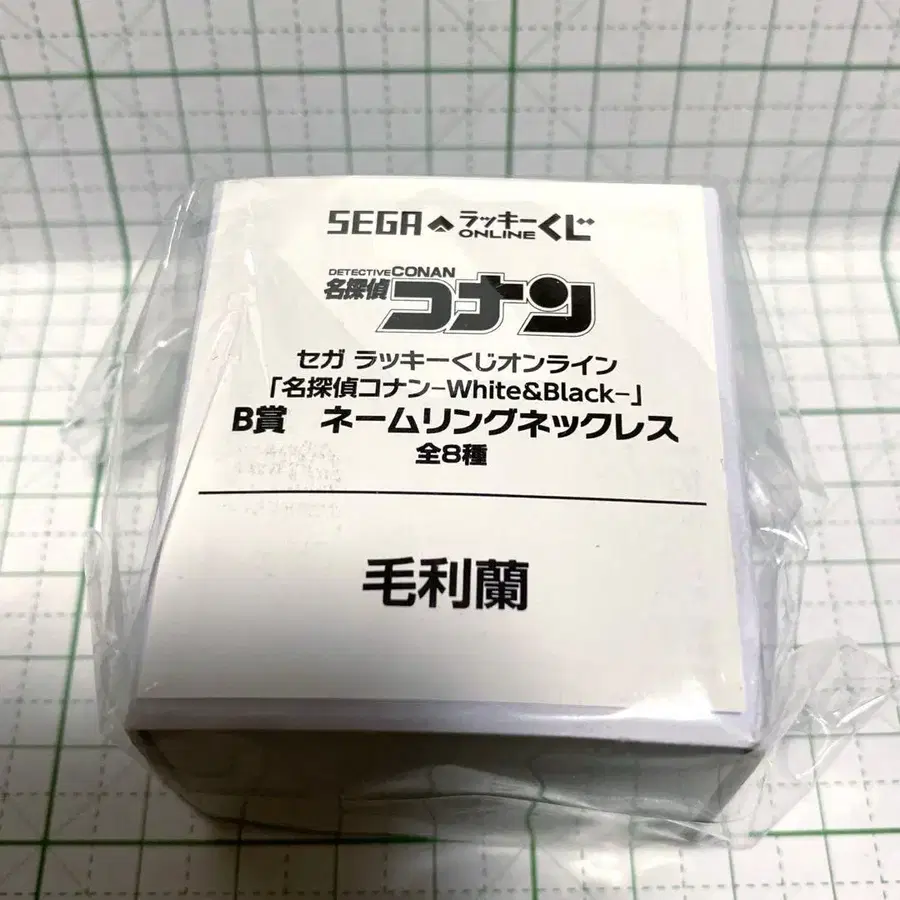 SEGA ラッキーくじ
ONLINE
DETECTIVE CONAN
名探偵コナン
セガ ラッキーくじオンライン
「名探偵コナン−White&Black−」
B賞 ネームリングネックレス
全8種
毛利蘭